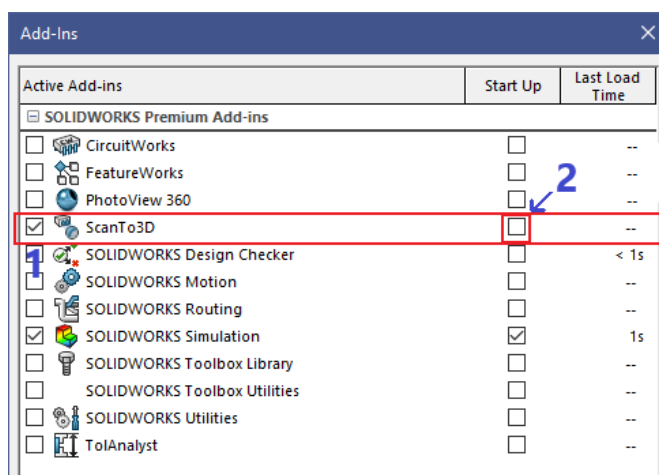 Add-Ins
Active Add-ins Start Up Last Load Time
SOLIDWORKS Premium Add-ins
CircuitWorks --
FeatureWorks --
2
PhotoView 360 --
ScanTo3D --
1
SOLIDWORKS Design Checker < 1s
SOLIDWORKS Motion --
SOLIDWORKS Routing --
SOLIDWORKS Simulation 1s
SOLIDWORKS Toolbox Library --
SOLIDWORKS Toolbox Utilities --
SOLIDWORKS Utilities --
TolAnalyst --